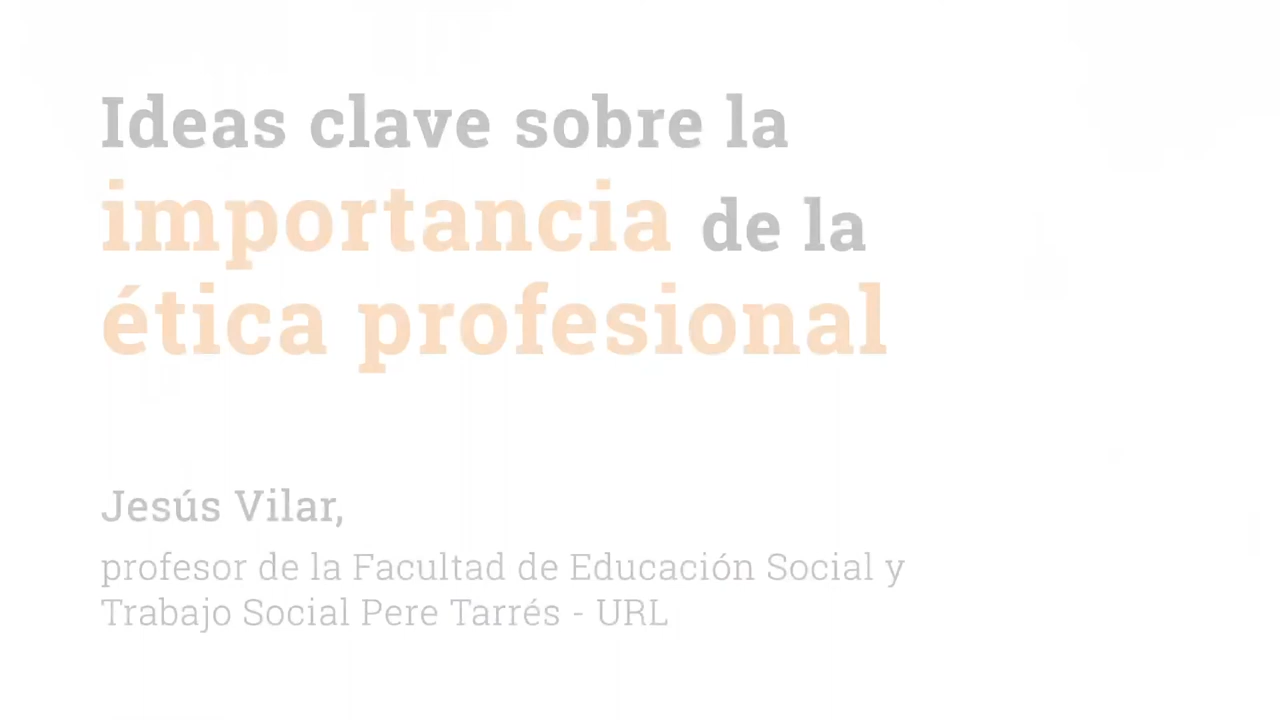 Ideas clave sobre la
importancia de la
ética profesional
Jesús Vilar,
profesor de la Facultad de Educación Social y
Trabajo Social Pere Tarrés - URL